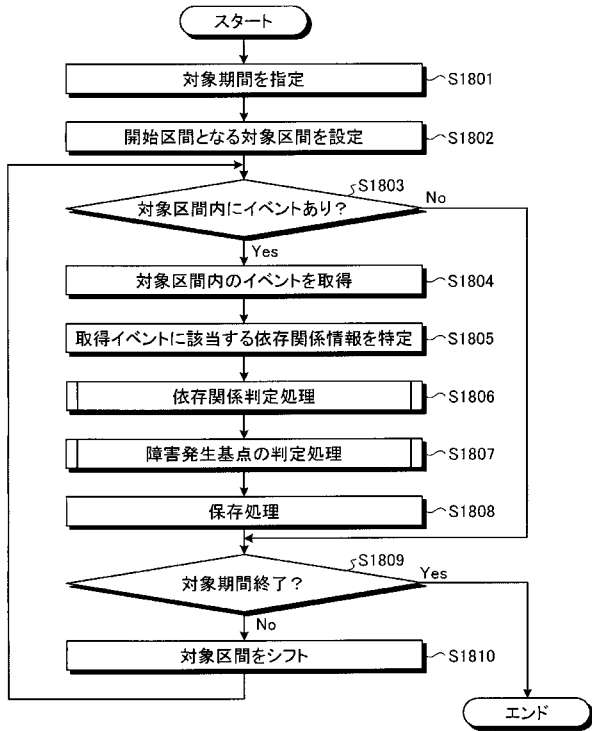 スタート
対象期間を指定
S1801
開始区間となる対象区間を設定
S1802
S1803
対象区間内にイベントあり？
No
Yes
対象区間内のイベントを取得
S1804
取得イベントに該当する依存関係情報を特定
S1805
依存関係判定処理
S1806
障害発生基点の判定処理
S1807
保存処理
S1808
S1809
対象期間終了？
Yes
No
対象区間をシフト
S1810
エンド